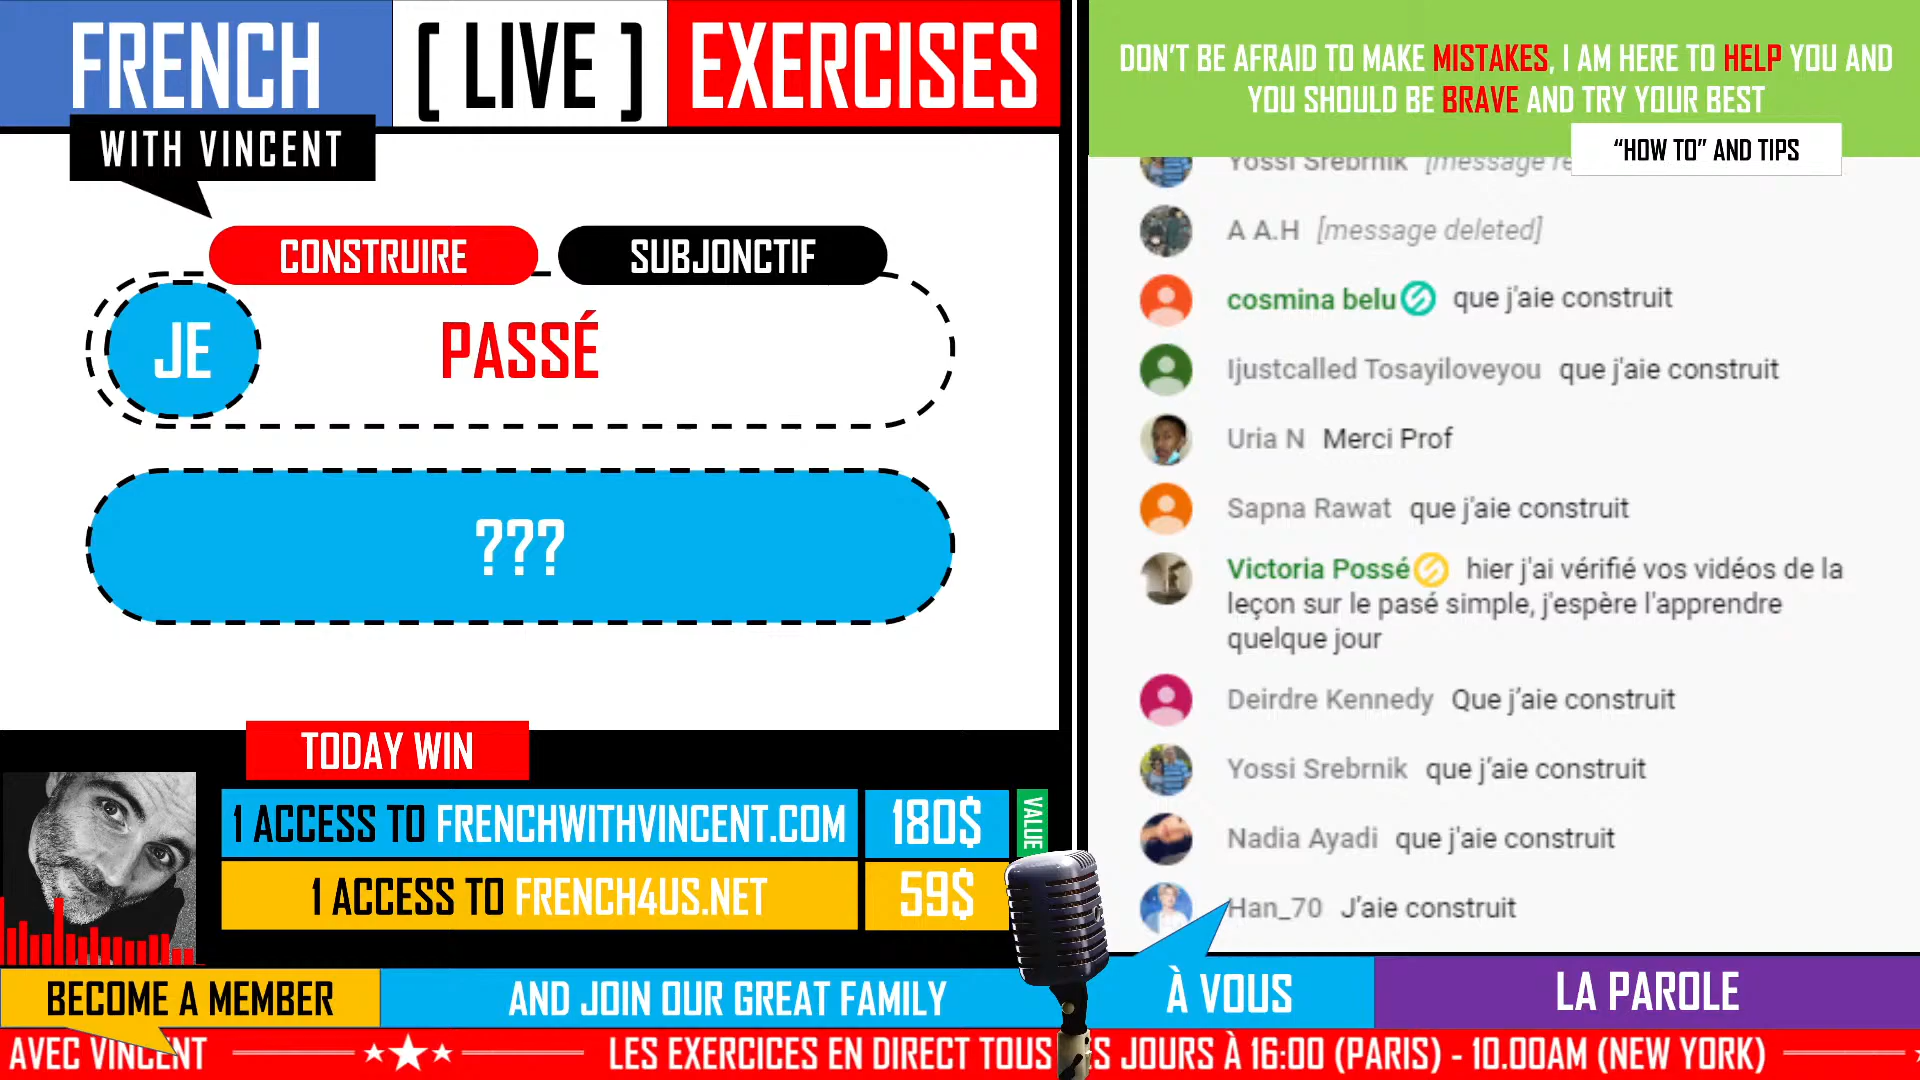 FRENCH [ LIVE ] EXERCISES
WITH VINCENT
CONSTRUIRE SUBJONCTIF
JE PASSÉ
???
TODAY WIN
1 ACCESS TO FRENCHWITHVINCENT.COM 180$
VALUE
1 ACCESS TO FRENCH4US.NET 59$
BECOME A MEMBER AND JOIN OUR GREAT FAMILY
DON'T BE AFRAID TO MAKE MISTAKES, I AM HERE TO HELP YOU AND
YOU SHOULD BE BRAVE AND TRY YOUR BEST
“HOW TO” AND TIPS
Yossi Srebrnik [message
A A.H [message deleted]
cosmina belu que j'aie construit
Ijustcalled Tosayiloveyou que j'aie construit
Uria N Merci Prof
Sapna Rawat que j'aie construit
Victoria Possé hier j'ai vérifié vos vidéos de la
leçon sur le pasé simple, j'espère l'apprendre
quelque jour
Deirdre Kennedy Que j’aie construit
Yossi Srebrnik que j’aie construit
Nadia Ayadi que j'aie construit
Han_70 J’aie construit
À VOUS LA PAROLE
AVEC VINCENT LES EXERCICES EN DIRECT TOUS JOURS À 16:00 (PARIS) - 10.00AM (NEW YORK)